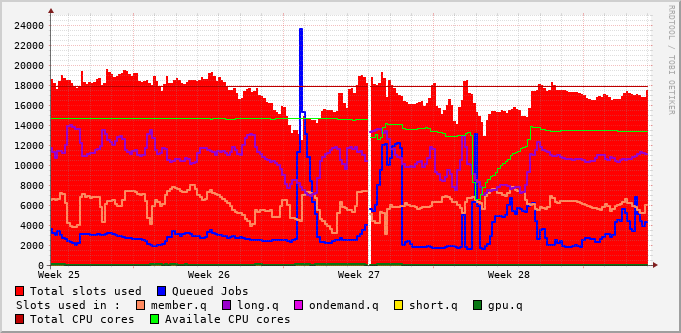 24000
22000
20000
18000
16000
14000
12000
10000
8000
6000
4000
2000
0
Week 25 Week 26 Week 27 Week 28
Total slots used Queued Jobs
Slots used in : member.q long.q ondemand.q short.q gpu.q
Total CPU cores Availale CPU cores
RRDTOOL / TOBI OETIKER